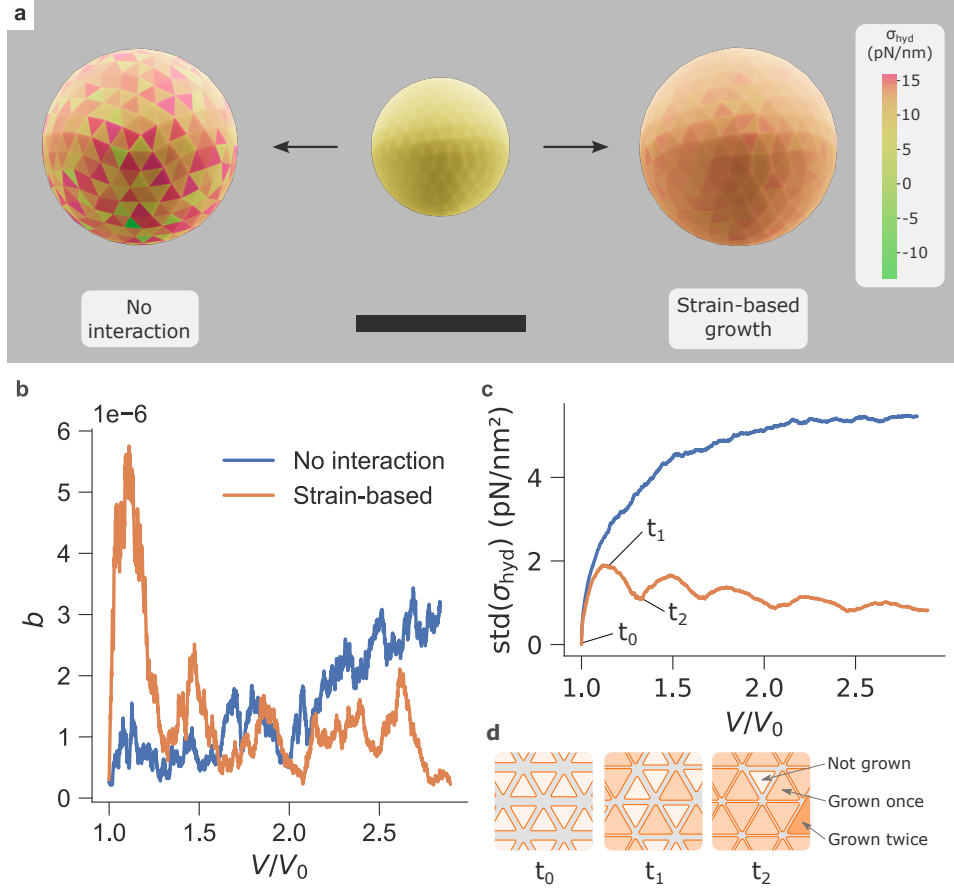 a
σhyd
(pN/nm)
15
10
5
0
-5
-10
No
interaction
Strain-based
growth
b
1e−6
6
5
4
3
2
1
0
b
No interaction
Strain-based
1.0
1.5
2.0
2.5
V/V₀
c
std(σhyd) (pN/nm²)
4
2
0
t₁
t₂
t₀
1.0
1.5
2.0
2.5
V/V₀
d
Not grown
Grown once
Grown twice
t₀
t₁
t₂